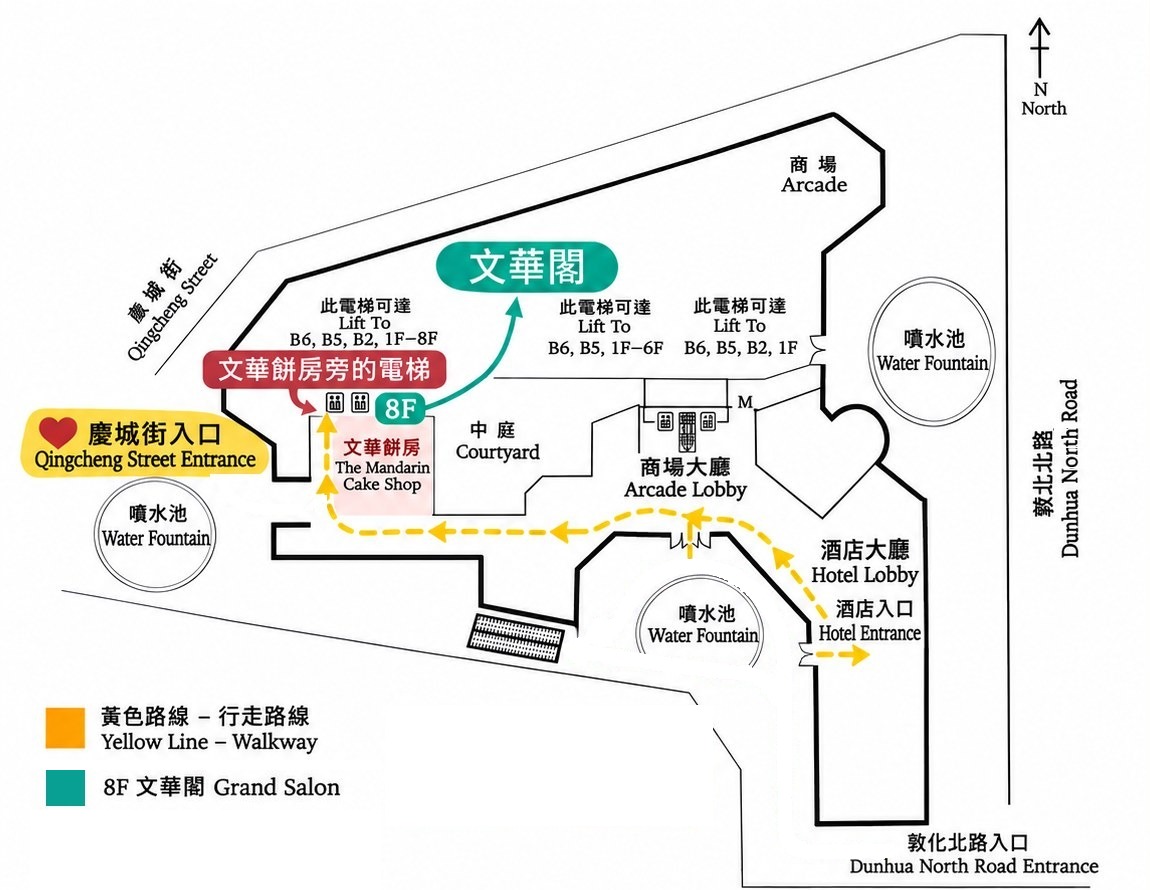 N
North
商場
Arcade
慶城街
Qingcheng Street
文華閣
此電梯可達
Lift To
B6, B5, B2, 1F–8F
此電梯可達
Lift To
B6, B5, 1F–6F
此電梯可達
Lift To
B6, B5, B2, 1F
噴水池
Water Fountain
文華餅房旁的電梯
8F
M
慶城街入口
Qingcheng Street Entrance
文華餅房
The Mandarin
Cake Shop
中庭
Courtyard
商場大廳
Arcade Lobby
敦北北路
Dunhua North Road
噴水池
Water Fountain
酒店大廳
Hotel Lobby
酒店入口
Hotel Entrance
噴水池
Water Fountain
黃色路線 – 行走路線
Yellow Line – Walkway
8F 文華閣 Grand Salon
敦化北路入口
Dunhua North Road Entrance